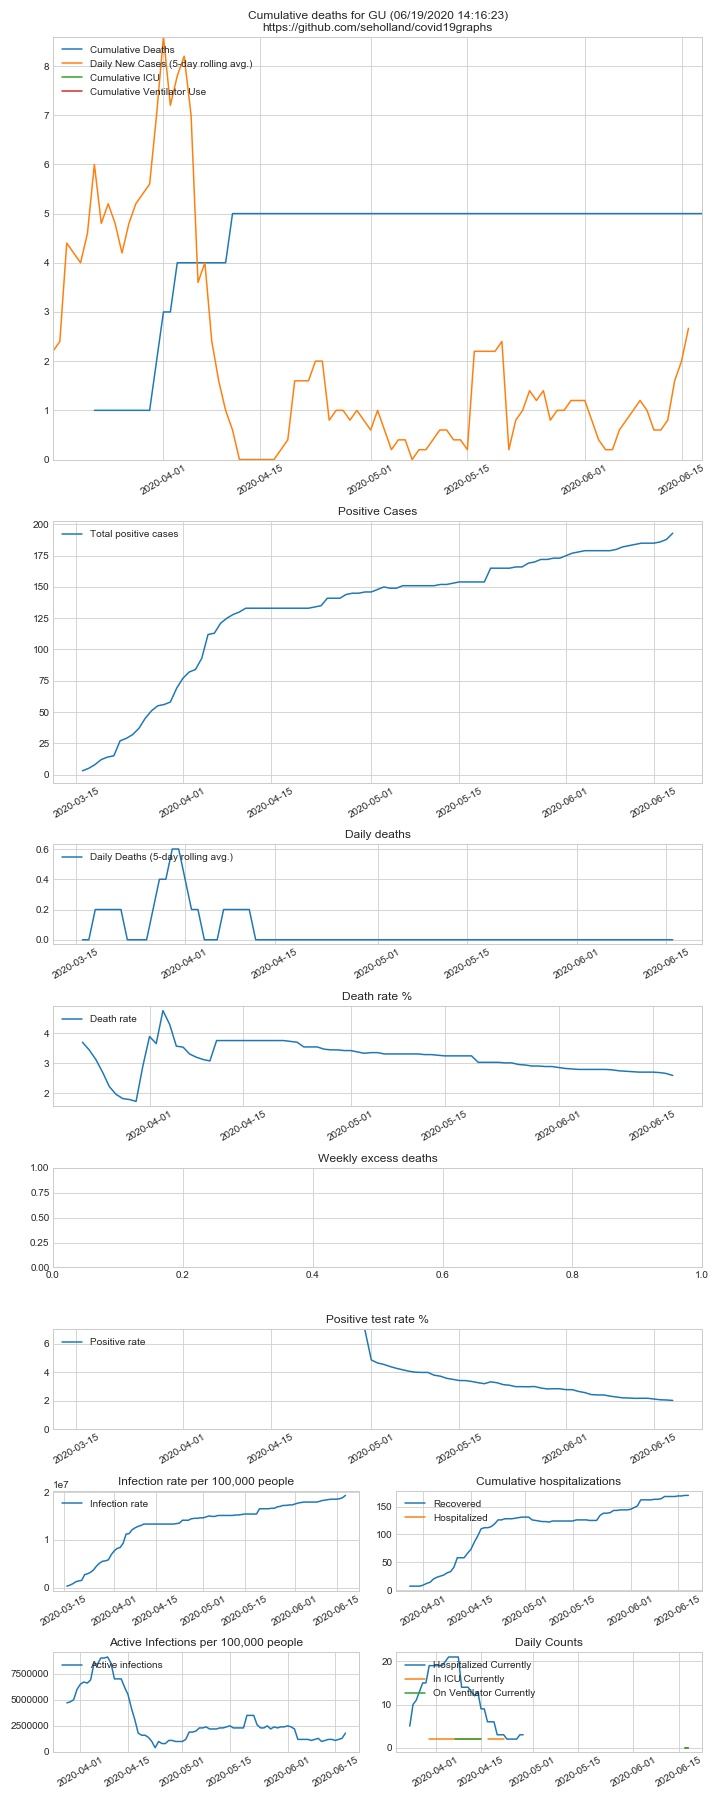 Cumulative deaths for GU (06/19/2020 14:16:23)
https://github.com/seholland/covid19graphs
Cumulative Deaths
Daily New Cases (5-day rolling avg.)
Cumulative ICU
Cumulative Ventilator Use
8
7
6
5
4
3
2
1
0
2020-04-01 2020-04-15 2020-05-01 2020-05-15 2020-06-01 2020-06-15
Positive Cases
Total positive cases
200
175
150
125
100
75
50
25
0
2020-03-15 2020-04-01 2020-04-15 2020-05-01 2020-05-15 2020-06-01 2020-06-15
Daily deaths
Daily Deaths (5-day rolling avg.)
0.6
0.4
0.2
0.0
2020-03-15 2020-04-01 2020-04-15 2020-05-01 2020-05-15 2020-06-01 2020-06-15
Death rate %
Death rate
4
3
2
2020-04-01 2020-04-15 2020-05-01 2020-05-15 2020-06-01 2020-06-15
Weekly excess deaths
1.00
0.75
0.50
0.25
0.00
0.0 0.2 0.4 0.6 0.8 1.0
Positive test rate %
Positive rate
6
4
2
0
2020-03-15 2020-04-01 2020-04-15 2020-05-01 2020-05-15 2020-06-01 2020-06-15
Infection rate per 100,000 people
1e7
Infection rate
2
1
0
2020-03-15 2020-04-01 2020-04-15 2020-05-01 2020-05-15 2020-06-01 2020-06-15
Cumulative hospitalizations
Recovered
Hospitalized
150
100
50
0
2020-04-01 2020-04-15 2020-05-01 2020-05-15 2020-06-01 2020-06-15
Active Infections per 100,000 people
Active infections
7500000
5000000
2500000
0
2020-04-01 2020-04-15 2020-05-01 2020-05-15 2020-06-01 2020-06-15
Daily Counts
Hospitalized Currently
In ICU Currently
On Ventilator Currently
20
10
0
2020-04-01 2020-04-15 2020-05-01 2020-05-15 2020-06-01 2020-06-15